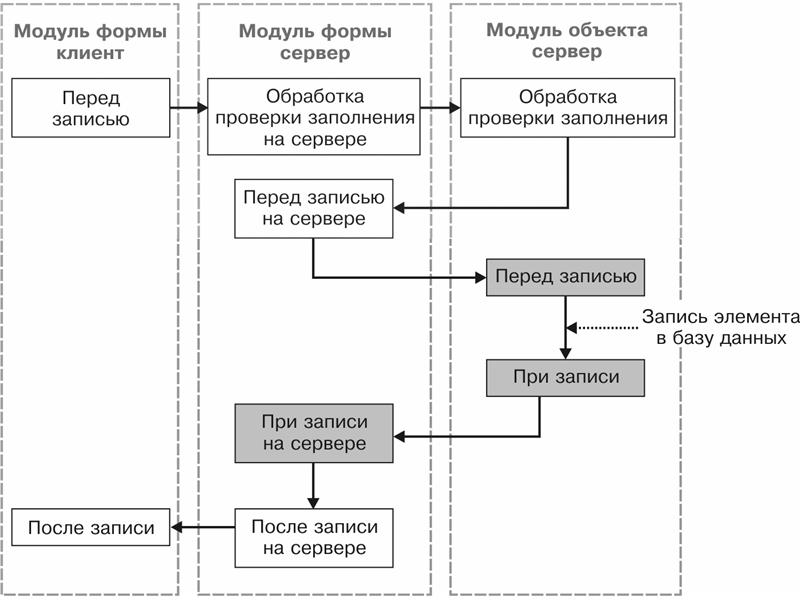 Модуль формы
клиент
Модуль формы
сервер
Модуль объекта
сервер
Перед
записью
Обработка
проверки заполнения
на сервере
Обработка
проверки заполнения
Перед записью
на сервере
Перед записью
Запись элемента
в базу данных
При записи
При записи
на сервере
После записи
После записи
на сервере